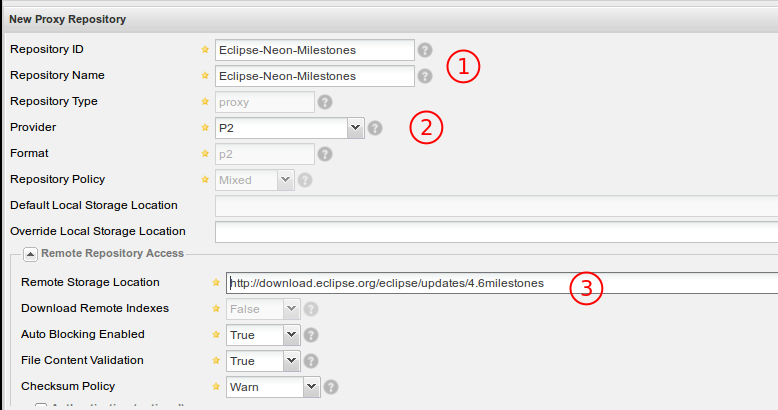 New Proxy Repository
Repository ID Eclipse-Neon-Milestones ?
Repository Name Eclipse-Neon-Milestones ? 1
Repository Type proxy ?
Provider P2 ? 2
Format p2 ?
Repository Policy Mixed ?
Default Local Storage Location
Override Local Storage Location
Remote Repository Access
Remote Storage Location http://download.eclipse.org/eclipse/updates/4.6milestones 3
Download Remote Indexes False ?
Auto Blocking Enabled True ?
File Content Validation True ?
Checksum Policy Warn ?